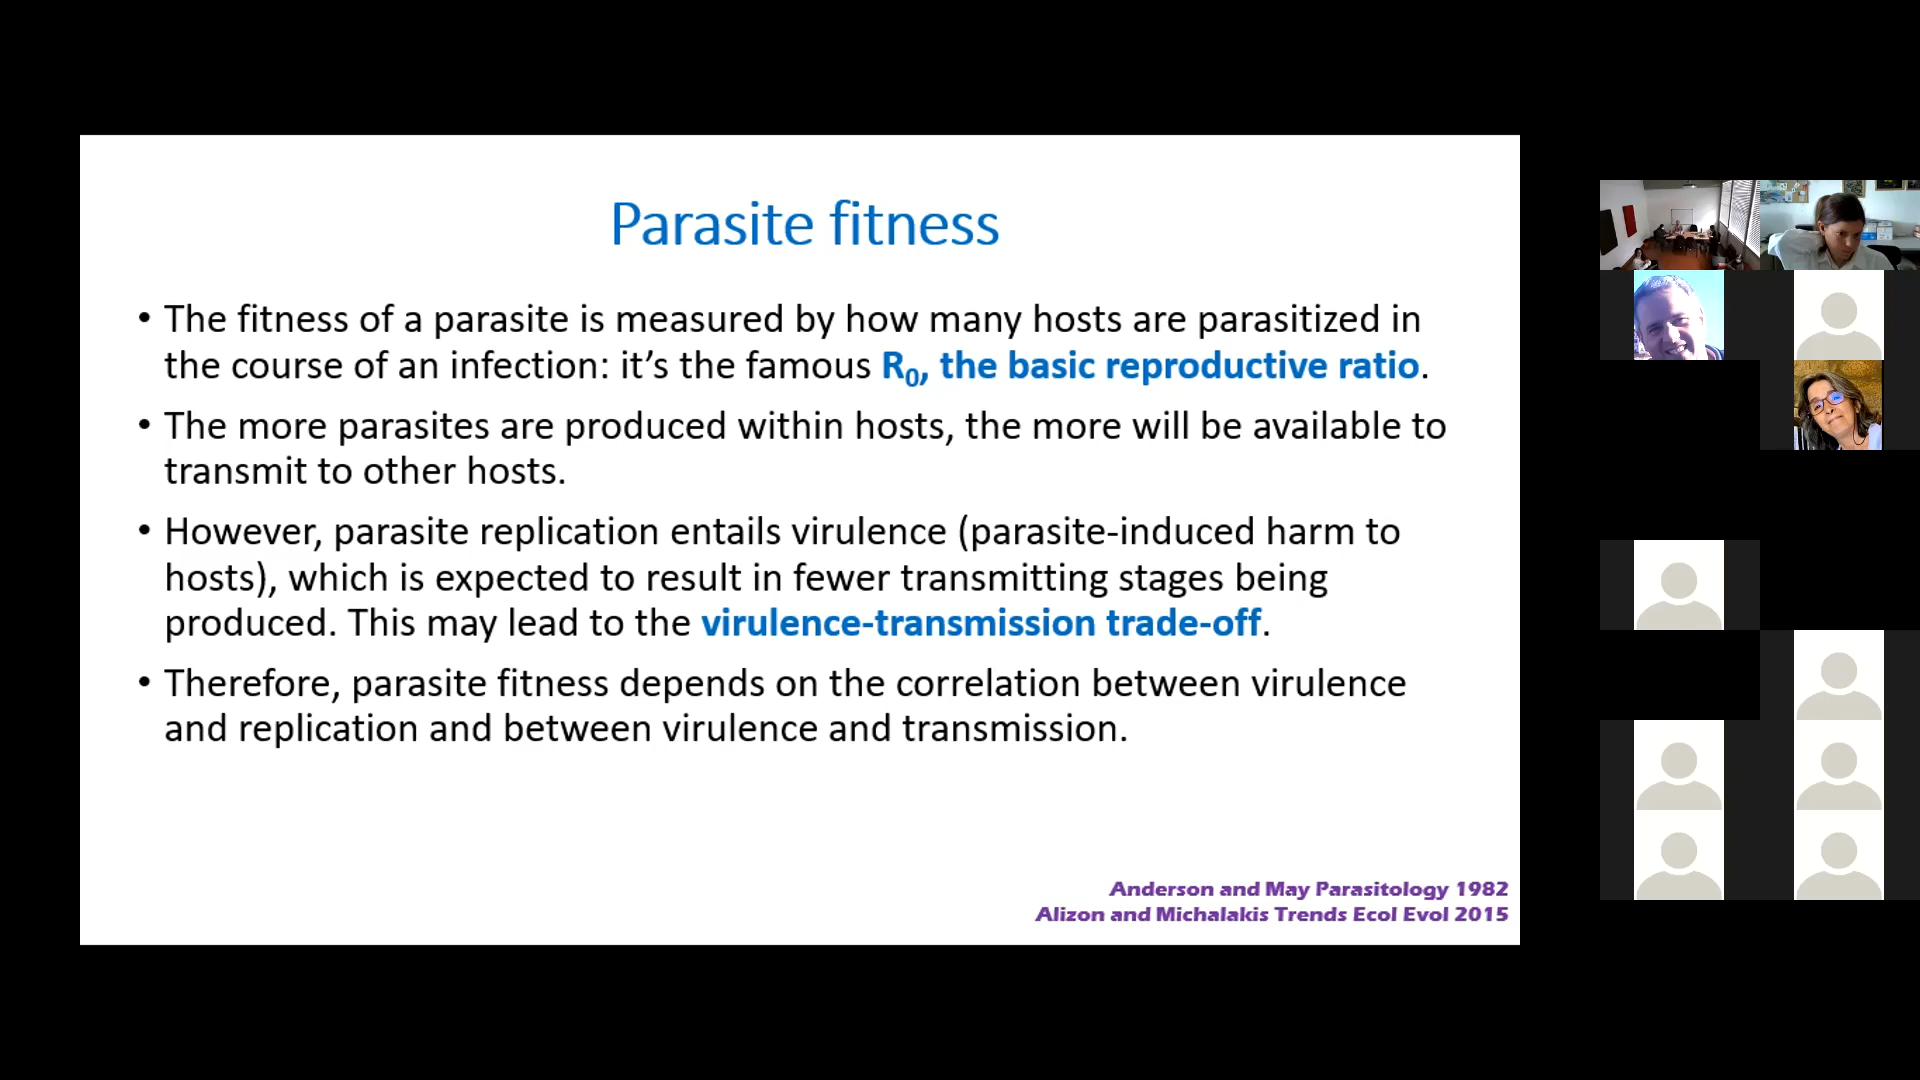 Parasite fitness
• The fitness of a parasite is measured by how many hosts are parasitized in
the course of an infection: it’s the famous R₀, the basic reproductive ratio.
• The more parasites are produced within hosts, the more will be available to
transmit to other hosts.
• However, parasite replication entails virulence (parasite-induced harm to
hosts), which is expected to result in fewer transmitting stages being
produced. This may lead to the virulence-transmission trade-off.
• Therefore, parasite fitness depends on the correlation between virulence
and replication and between virulence and transmission.
Anderson and May Parasitology 1982
Alizon and Michalakis Trends Ecol Evol 2015